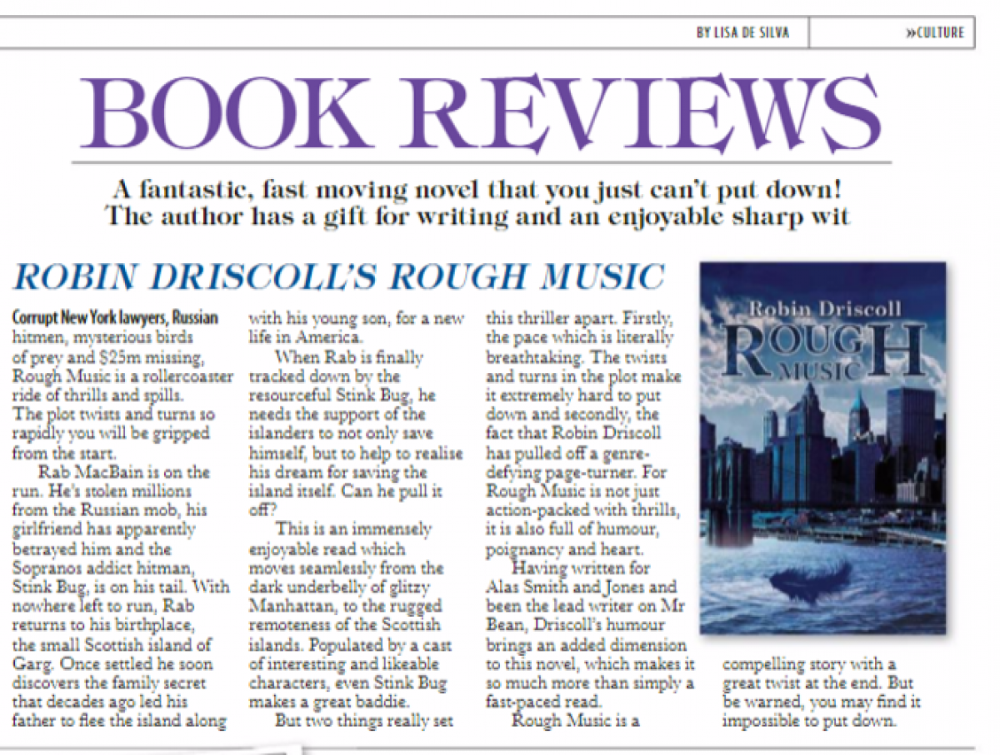 BY LISA DE SILVA
»CULTURE
BOOK REVIEWS
A fantastic, fast moving novel that you just can't put down!
The author has a gift for writing and an enjoyable sharp wit
ROBIN DRISCOLL'S ROUGH MUSIC
Corrupt New York lawyers, Russian
hitmen, mysterious birds
of prey and $25m missing,
Rough Music is a rollercoaster
ride of thrills and spills.
The plot twists and turns so
rapidly you will be gripped
from the start.
Rab MacBain is on the
run. He's stolen millions
from the Russian mob, his
girlfriend has apparently
betrayed him and the
Sopranos addict hitman,
Stink Bug, is on his tail. With
nowhere left to run, Rab
returns to his birthplace,
the small Scottish island of
Garg. Once settled he soon
discovers the family secret
that decades ago led his
father to flee the island along
with his young son, for a new
life in America.
When Rab is finally
tracked down by the
resourceful Stink Bug, he
needs the support of the
islanders to not only save
himself, but to help to realise
his dream for saving the
island itself. Can he pull it
off?
This is an immensely
enjoyable read which
moves seamlessly from the
dark underbelly of glitzy
Manhattan, to the rugged
remoteness of the Scottish
islands. Populated by a cast
of interesting and likeable
characters, even Stink Bug
makes a great baddie.
But two things really set
this thriller apart. Firstly,
the pace which is literally
breathtaking. The twists
and turns in the plot make
it extremely hard to put
down and secondly, the
fact that Robin Driscoll
has pulled off a genre-
defying page-turner. For
Rough Music is not just
action-packed with thrills,
it is also full of humour,
poignancy and heart.
Having written for
Alas Smith and Jones and
been the lead writer on Mr
Bean, Driscoll's humour
brings an added dimension
to this novel, which makes it
so much more than simply a
fast-paced read.
Rough Music is a
compelling story with a
great twist at the end. But
be warned, you may find it
impossible to put down.
Robin Driscoll
ROUGH
MUSIC